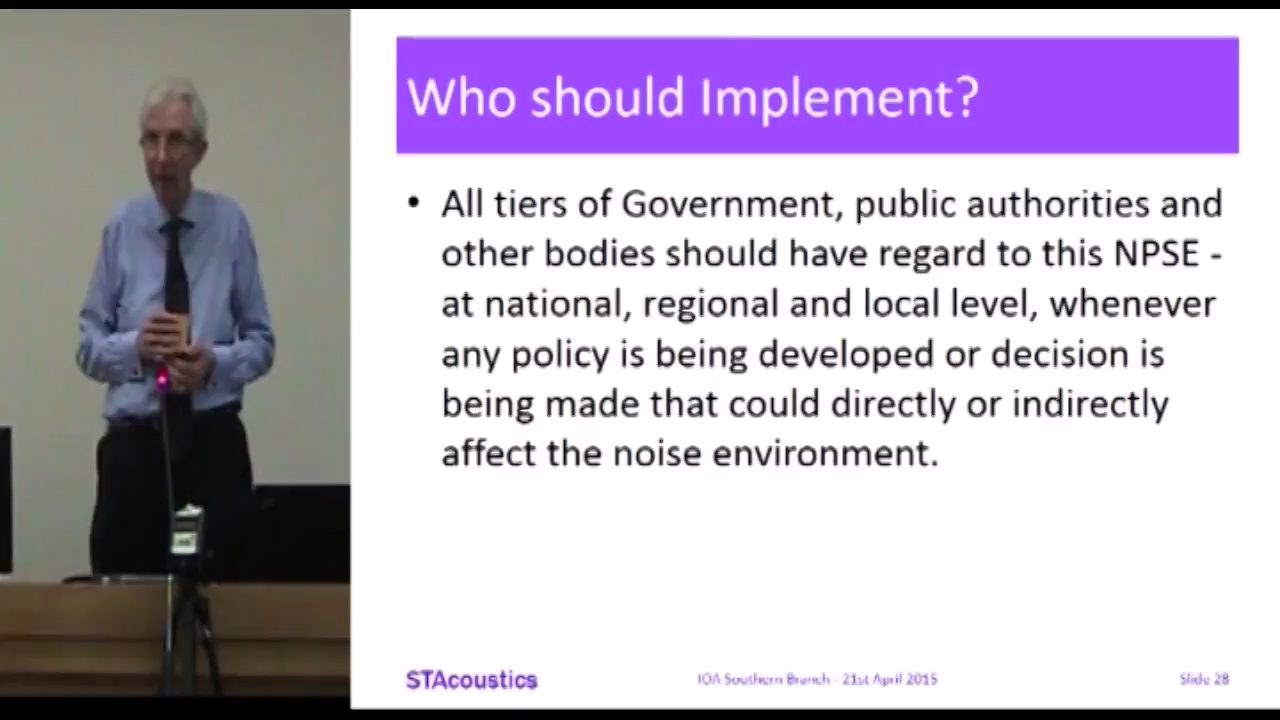 Who should Implement?
• All tiers of Government, public authorities and
other bodies should have regard to this NPSE -
at national, regional and local level, whenever
any policy is being developed or decision is
being made that could directly or indirectly
affect the noise environment.
STAcoustics
IOA Southern Branch - 21st April 2015
Slide 28